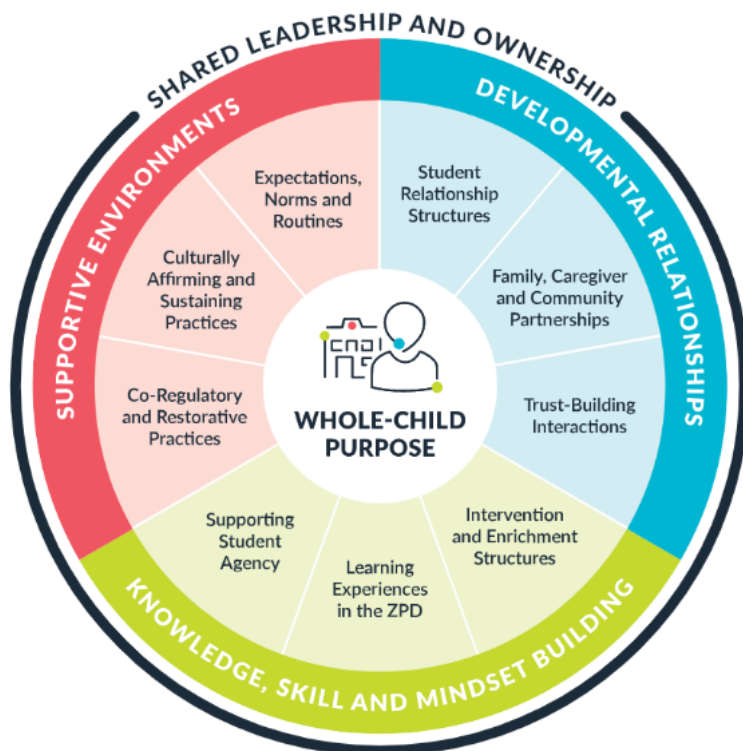 SHARED LEADERSHIP AND OWNERSHIP
SUPPORTIVE ENVIRONMENTS
DEVELOPMENTAL RELATIONSHIPS
Expectations,
Norms and
Routines
Student
Relationship
Structures
Culturally
Affirming and
Sustaining
Practices
Family, Caregiver
and Community
Partnerships
Co-Regulatory
and Restorative
Practices
WHOLE-CHILD
PURPOSE
Trust-Building
Interactions
Supporting
Student
Agency
Learning
Experiences
in the ZPD
Intervention
and Enrichment
Structures
KNOWLEDGE, SKILL AND MINDSET BUILDING